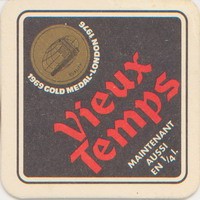 1969 GOLD MEDAL-LONDON 1976
Vieux
Temps
MAINTENANT
AUSSI
EN 1/4 l.